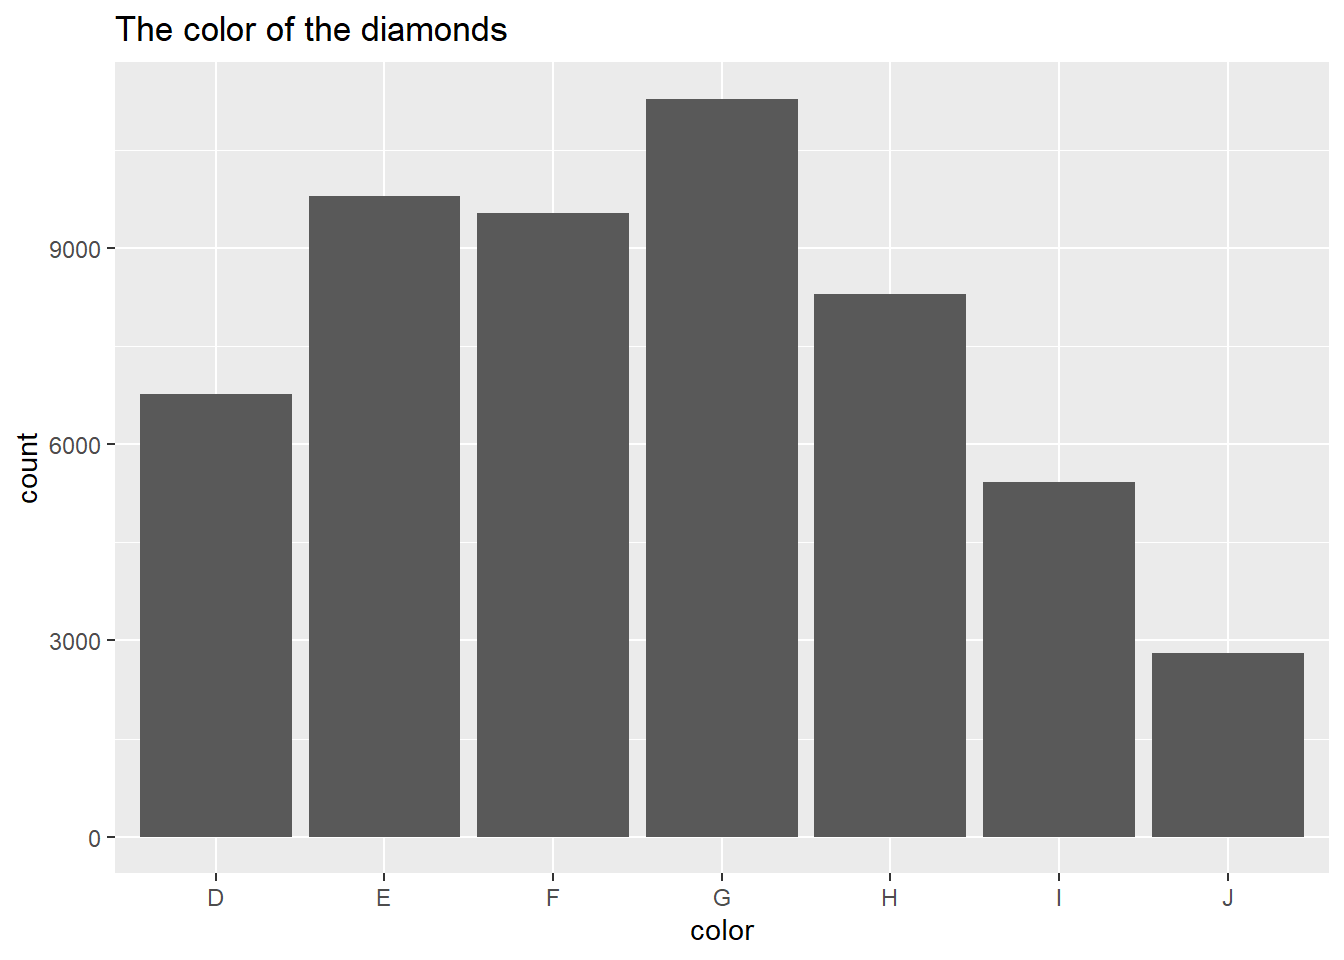 The color of the diamonds
count
9000
6000
3000
0
D E F G H I J
color